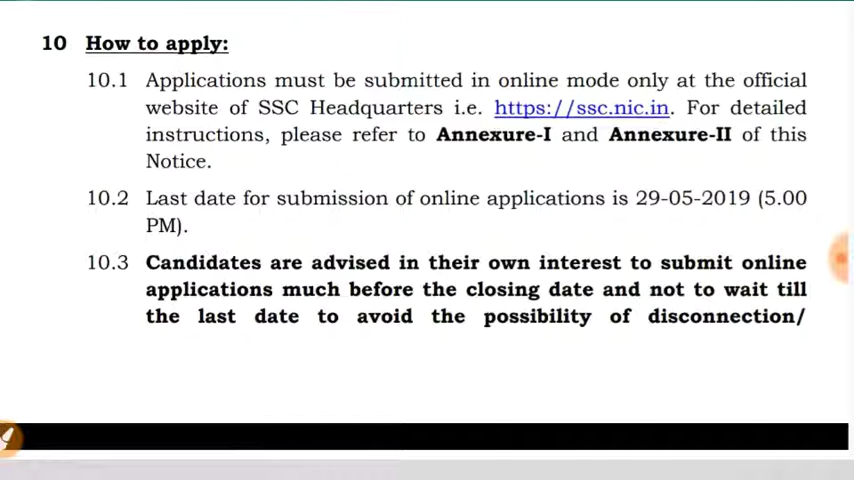 10 How to apply:
10.1 Applications must be submitted in online mode only at the official
website of SSC Headquarters i.e. https://ssc.nic.in. For detailed
instructions, please refer to Annexure-I and Annexure-II of this
Notice.
10.2 Last date for submission of online applications is 29-05-2019 (5.00
PM).
10.3 Candidates are advised in their own interest to submit online
applications much before the closing date and not to wait till
the last date to avoid the possibility of disconnection/